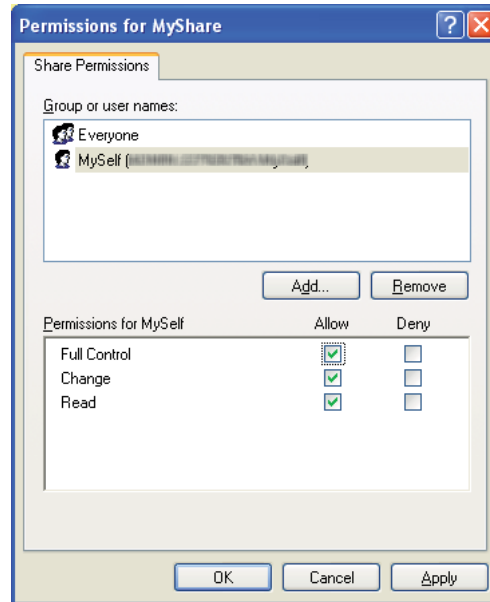 Permissions for MyShare
Share Permissions
Group or user names:
Everyone
MySelf (
Add... Remove
Permissions for MySelf Allow Deny
Full Control
Change
Read
OK Cancel Apply